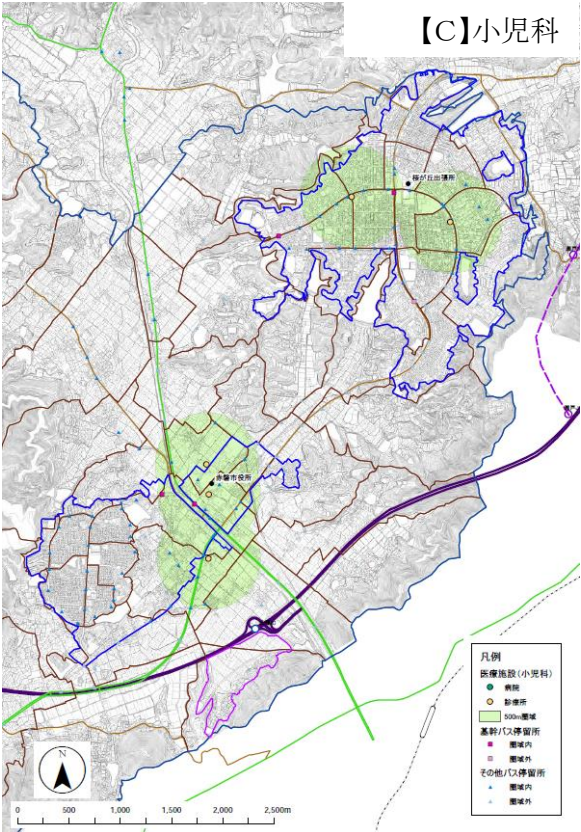 【C】小児科
桜が丘出張所
赤磐市役所
N
0 500 1,000 1,500 2,000 2,500m
凡例
医療施設(小児科)
病院
診療所
500m圏域
基幹バス停留所
圏域内
圏域外
その他バス停留所
圏域内
圏域外